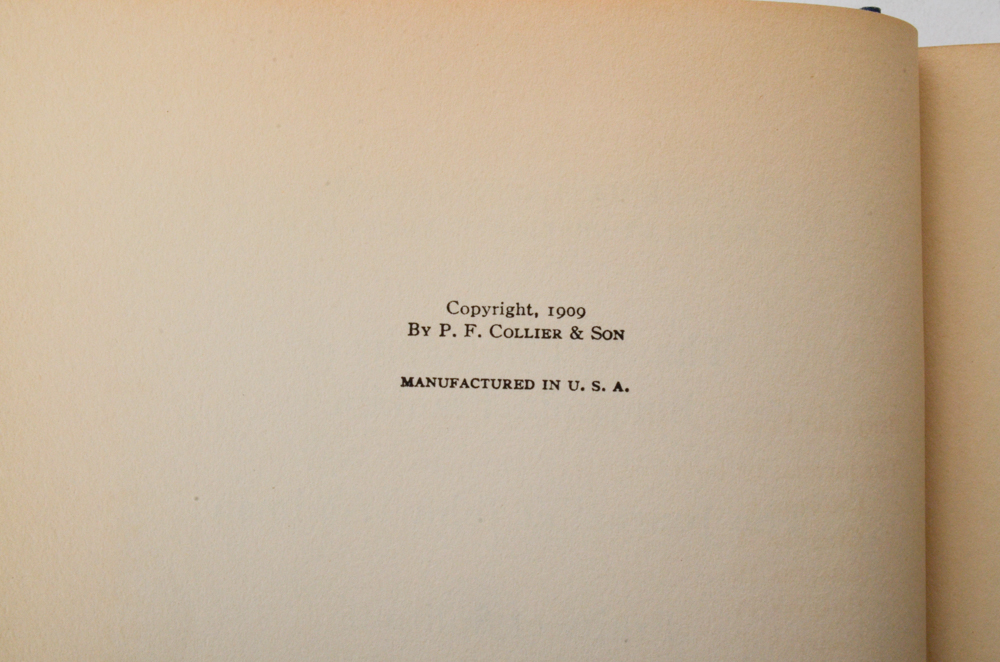 Copyright, 1909
By P. F. Collier & Son
MANUFACTURED IN U. S. A.